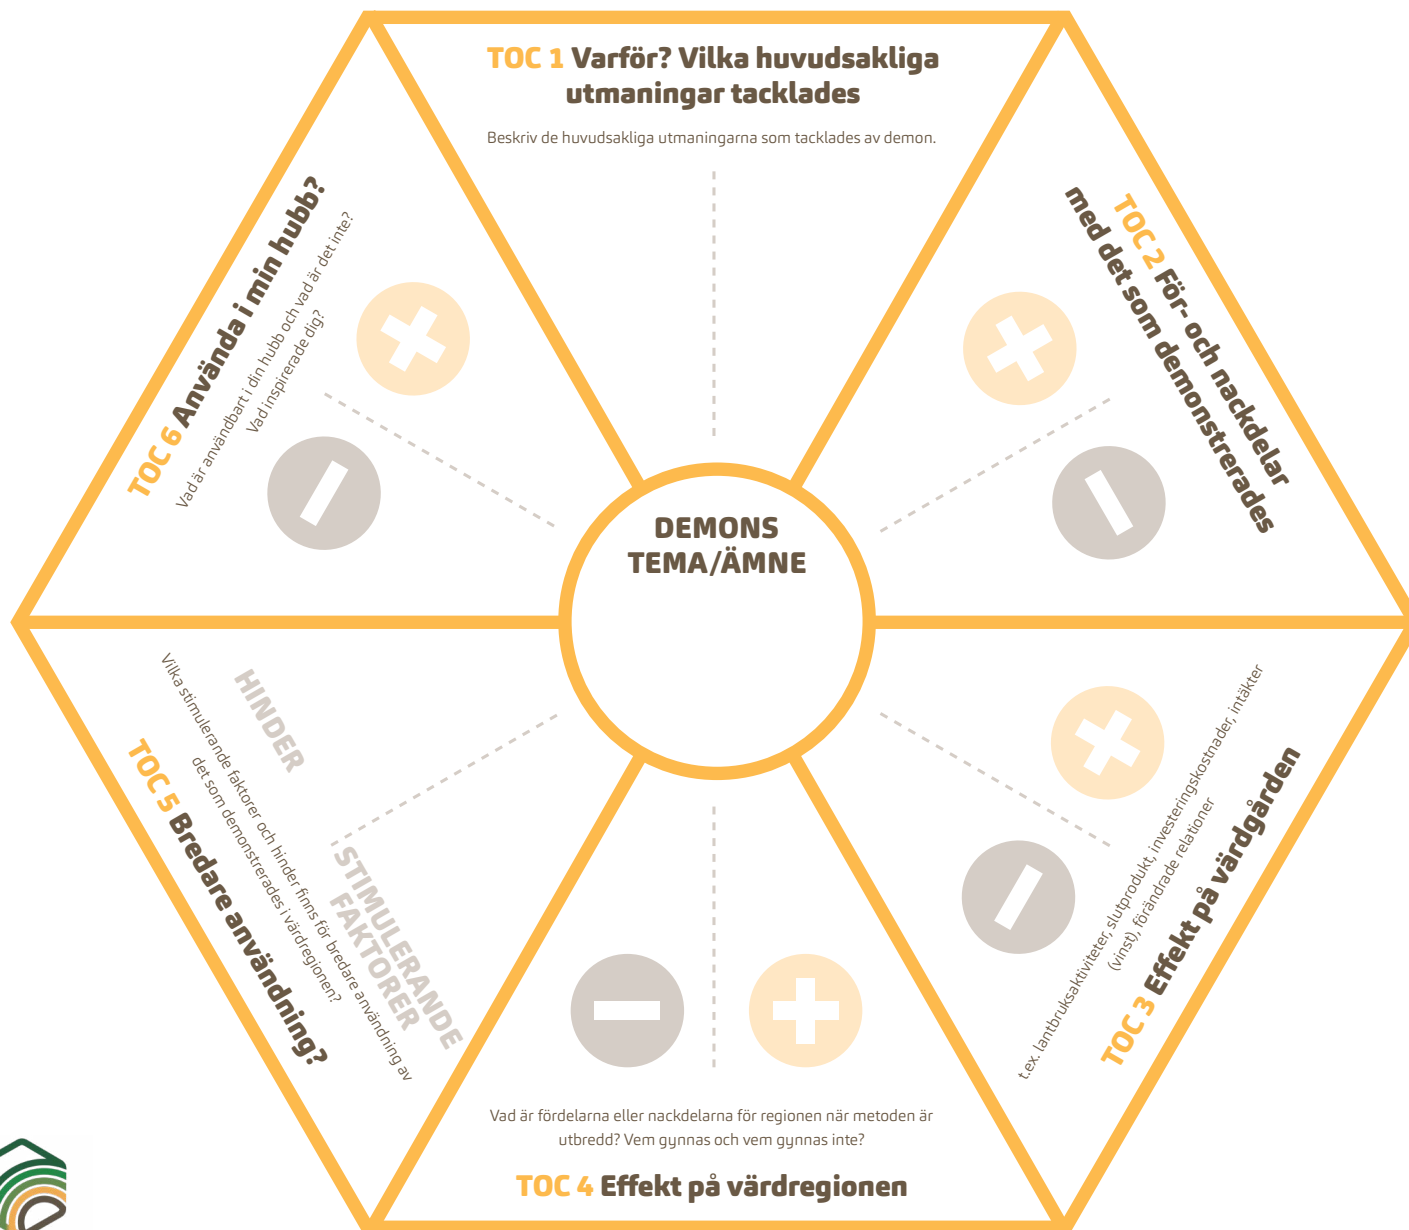 TOC 1 Varför? Vilka huvudsakliga
utmaningar tacklades
Beskriv de huvudsakliga utmaningarna som tacklades av demon.
TOC 2 För- och nackdelar
med det som demonstrerades
t.ex. lantbruksaktiviteter, slutprodukt, investeringskostnader, intäkter
(vinst), förändrade relationer
TOC 3 Effekt på värdgården
Vad är fördelarna eller nackdelarna för regionen när metoden är
utbredd? Vem gynnas och vem gynnas inte?
TOC 4 Effekt på värdregionen
HINDER
STIMULERANDE
FAKTORER
Vilka stimulerande faktorer och hinder finns för bredare användning av
det som demonstrerades i värdregionen?
TOC 5 Bredare användning?
TOC 6 Använda i min hubb?
Vad är användbart i din hubb och vad är det inte?
Vad inspirerade dig?
DEMONS
TEMA/ÄMNE